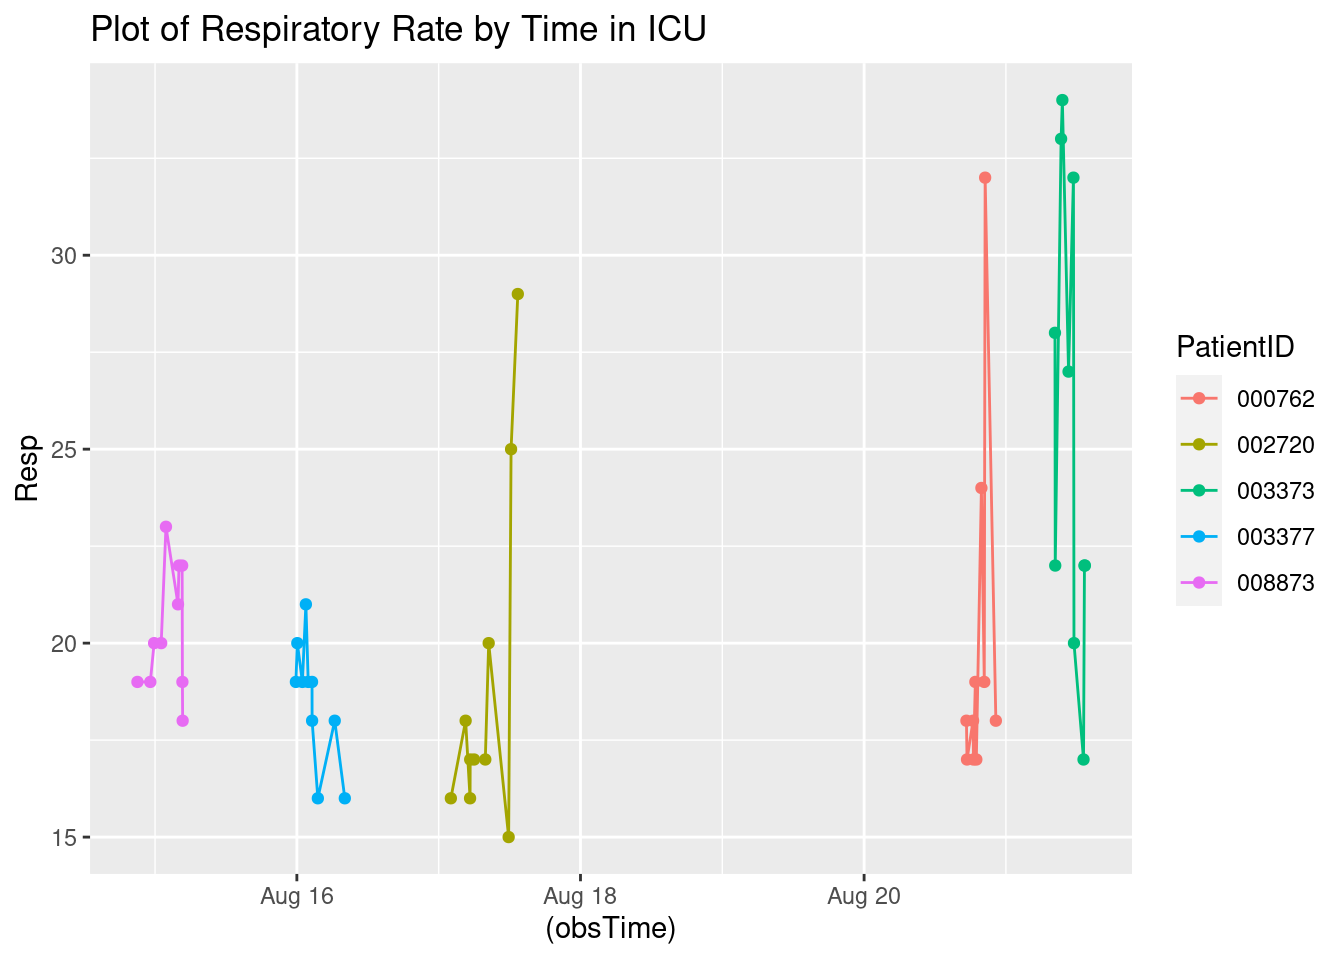 Plot of Respiratory Rate by Time in ICU
Resp
30
25
20
15
Aug 16
Aug 18
Aug 20
(obsTime)
PatientID
000762
002720
003373
003377
008873